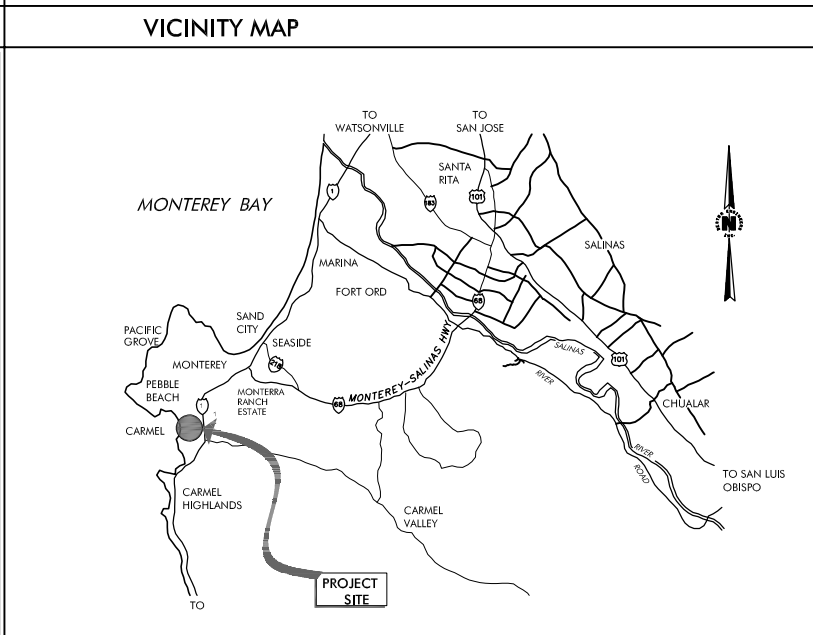 VICINITY MAP
TO
WATSONVILLE
TO
SAN JOSE
SANTA
RITA
1
183
101
MONTEREY BAY
N
SALINAS
MARINA
FORT ORD
68
SAND
CITY
PACIFIC
GROVE
SEASIDE
MONTEREY
218
SALINAS
101
MONTEREY-SALINAS HWY
RIVER
PEBBLE
BEACH
MONTERRA
RANCH
ESTATE
68
CHUALAR
1
1
CARMEL
RIVER
ROAD
TO SAN LUIS
OBISPO
CARMEL
HIGHLANDS
CARMEL
VALLEY
PROJECT
SITE
TO